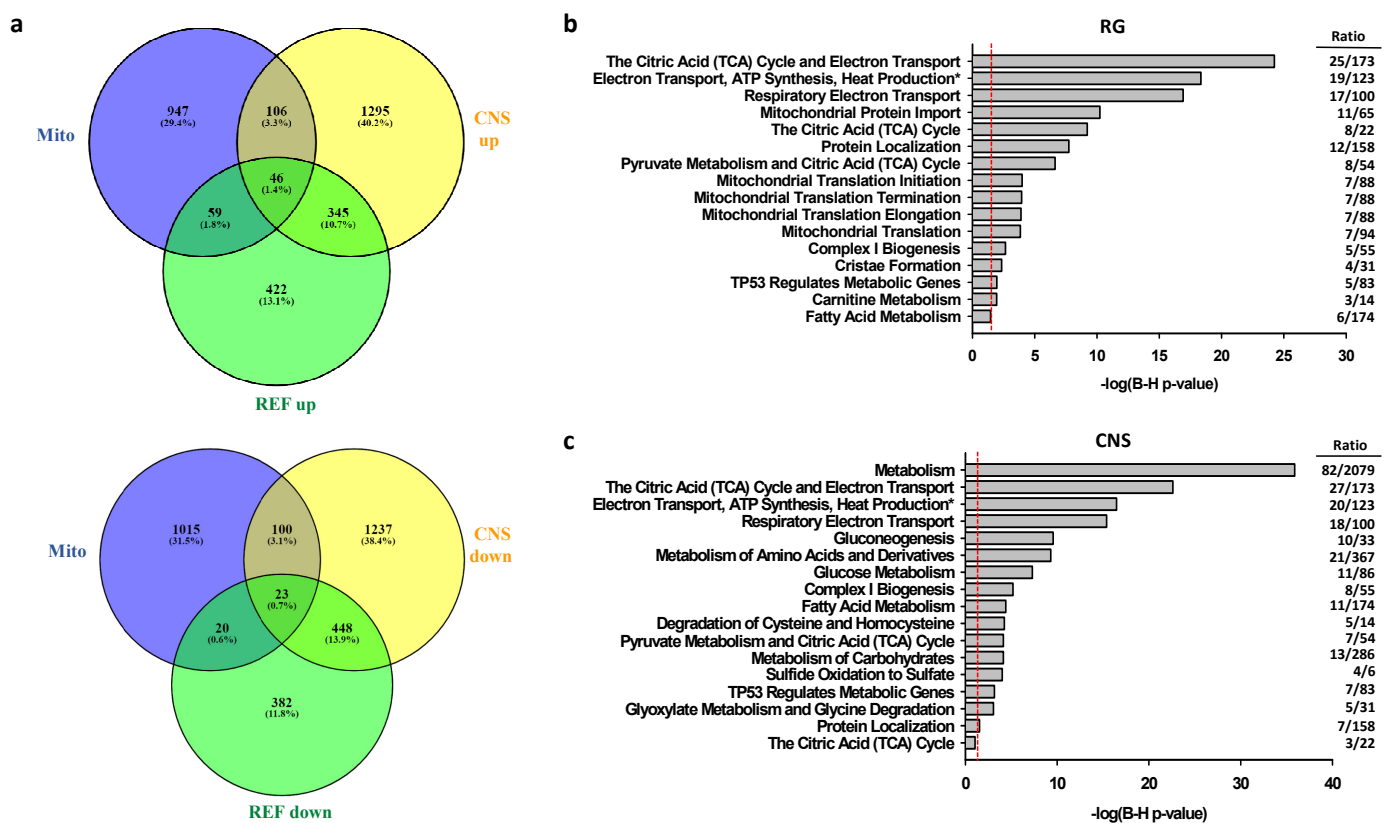 a
947
(29.4%)
106
(3.3%)
1295
(40.2%)
Mito
CNS
up
46
(1.4%)
59
(1.8%)
345
(10.7%)
422
(13.1%)
REF up
1015
(31.5%)
100
(3.1%)
1237
(38.4%)
Mito
CNS
down
23
(0.7%)
20
(0.6%)
448
(13.9%)
382
(11.8%)
REF down
b
RG
Ratio
The Citric Acid (TCA) Cycle and Electron Transport 25/173
Electron Transport, ATP Synthesis, Heat Production* 19/123
Respiratory Electron Transport 17/100
Mitochondrial Protein Import 11/65
The Citric Acid (TCA) Cycle 8/22
Protein Localization 12/158
Pyruvate Metabolism and Citric Acid (TCA) Cycle 8/54
Mitochondrial Translation Initiation 7/88
Mitochondrial Translation Termination 7/88
Mitochondrial Translation Elongation 7/88
Mitochondrial Translation 7/94
Complex I Biogenesis 5/55
Cristae Formation 4/31
TP53 Regulates Metabolic Genes 5/83
Carnitine Metabolism 3/14
Fatty Acid Metabolism 6/174
0 5 10 15 20 25 30
-log(B-H p-value)
c
CNS
Ratio
Metabolism 82/2079
The Citric Acid (TCA) Cycle and Electron Transport 27/173
Electron Transport, ATP Synthesis, Heat Production* 20/123
Respiratory Electron Transport 18/100
Gluconeogenesis 10/33
Metabolism of Amino Acids and Derivatives 21/367
Glucose Metabolism 11/86
Complex I Biogenesis 8/55
Fatty Acid Metabolism 11/174
Degradation of Cysteine and Homocysteine 5/14
Pyruvate Metabolism and Citric Acid (TCA) Cycle 7/54
Metabolism of Carbohydrates 13/286
Sulfide Oxidation to Sulfate 4/6
TP53 Regulates Metabolic Genes 7/83
Glyoxylate Metabolism and Glycine Degradation 5/31
Protein Localization 7/158
The Citric Acid (TCA) Cycle 3/22
0 10 20 30 40
-log(B-H p-value)